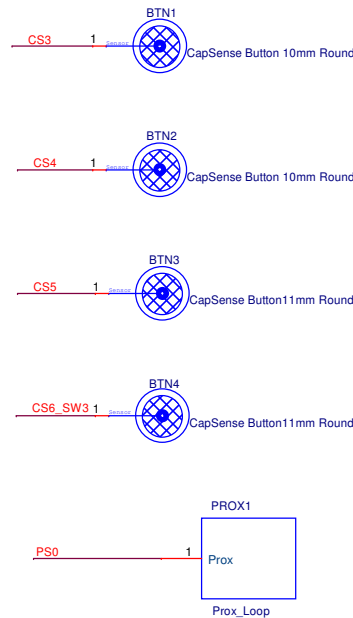 BTN1
CS3 1 Sensor CapSense Button 10mm Round
BTN2
CS4 1 Sensor CapSense Button 10mm Round
BTN3
CS5 1 Sensor CapSense Button11mm Round
BTN4
CS6_SW3 1 Sensor CapSense Button11mm Round
PROX1
PS0 1 Prox
Prox_Loop